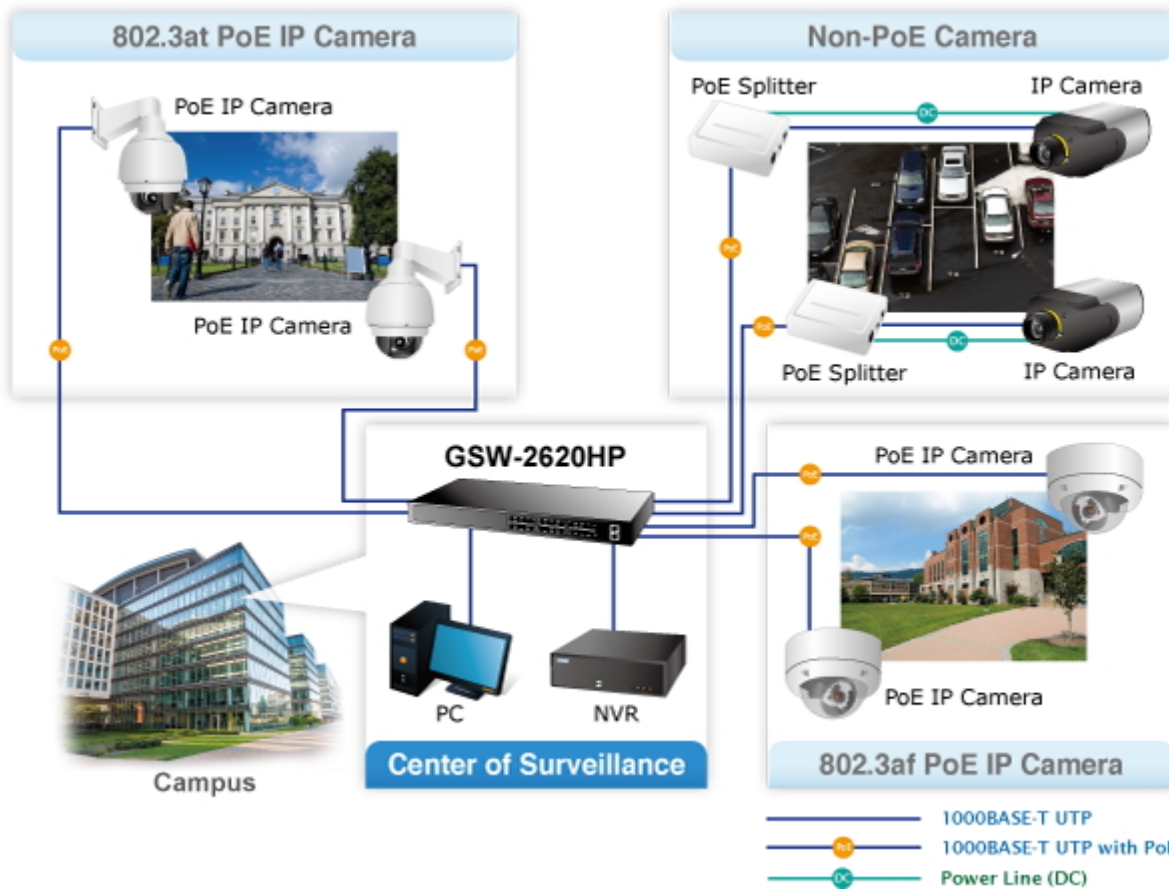 802.3at PoE IP Camera
PoE IP Camera
PoE IP Camera
PoE
PoE
Non-PoE Camera
PoE Splitter
IP Camera
DC
PoE
PoE
DC
PoE Splitter
IP Camera
GSW-2620HP
PC
NVR
Center of Surveillance
Campus
PoE IP Camera
PoE
PoE
PoE IP Camera
802.3af PoE IP Camera
1000BASE-T UTP
PoE 1000BASE-T UTP with PoE
DC Power Line (DC)